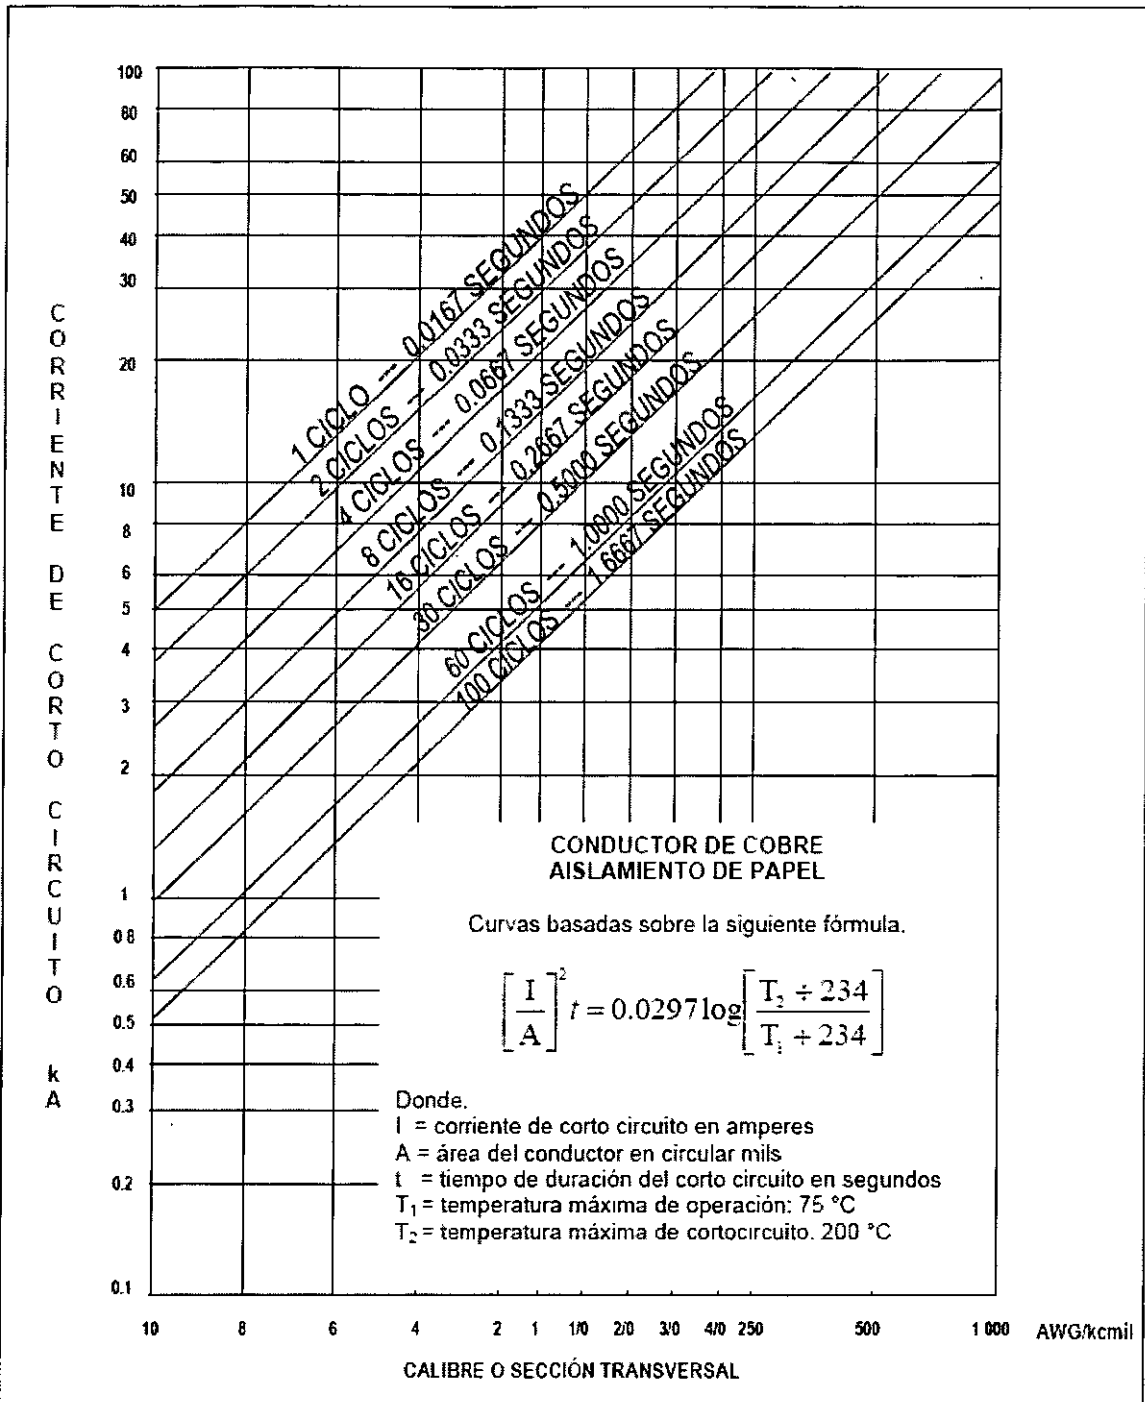 CORRIENTE DE CORTO CIRCUITO kA
100
80
60
50
40
30
20
10
8
6
5
4
3
2
1
0.8
0.6
0.5
0.4
0.3
0.2
0.1
1 CICLO --- 0.0167 SEGUNDOS
2 CICLOS -- 0.0333 SEGUNDOS
4 CICLOS --- 0.0667 SEGUNDOS
8 CICLOS --- 0.1333 SEGUNDOS
16 CICLOS --- 0.2667 SEGUNDOS
30 CICLOS --- 0.5000 SEGUNDOS
60 CICLOS -- 1.0000 SEGUNDOS
100 CICLOS --- 1.6667 SEGUNDOS
CONDUCTOR DE COBRE
AISLAMIENTO DE PAPEL
Curvas basadas sobre la siguiente fórmula.
[I/A]² t = 0.0297log[T₂ ÷ 234 / T₁ ÷ 234]
Donde.
I = corriente de corto circuito en amperes
A = área del conductor en circular mils
t = tiempo de duración del corto circuito en segundos
T₁ = temperatura máxima de operación: 75 °C
T₂ = temperatura máxima de cortocircuito. 200 °C
10 8 6 4 2 1 1/0 2/0 3/0 4/0 250 500 1 000 AWG/kcmil
CALIBRE O SECCIÓN TRANSVERSAL